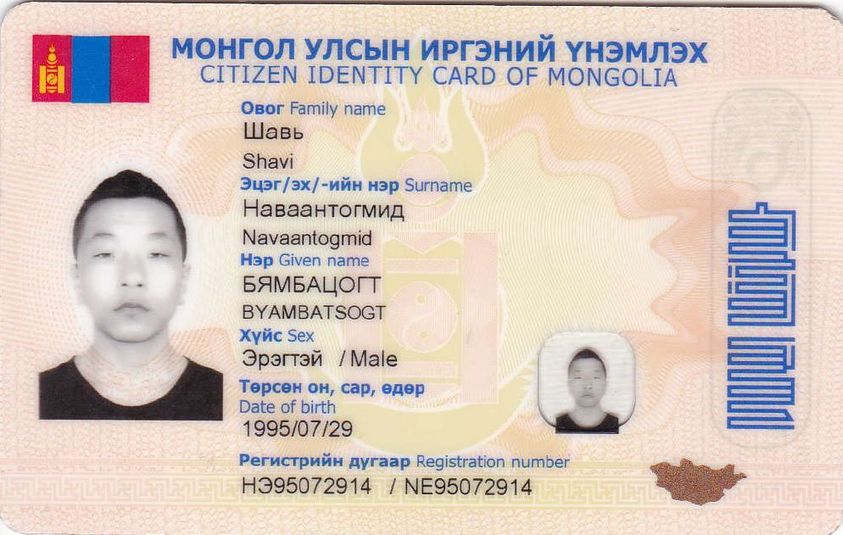 МОНГОЛ УЛСЫН ИРГЭНИЙ ҮНЭМЛЭХ
CITIZEN IDENTITY CARD OF MONGOLIA
Овог Family name
Шавь
Shavi
Эцэг/эх/-ийн нэр Surname
Наваантогмид
Navaantogmid
Нэр Given name
БЯМБАЦОГТ
BYAMBATSOGT
Хүйс Sex
Эрэгтэй / Male
Төрсөн он, сар, өдөр
Date of birth
1995/07/29
Регистрийн дугаар Registration number
НЭ95072914 / NE95072914